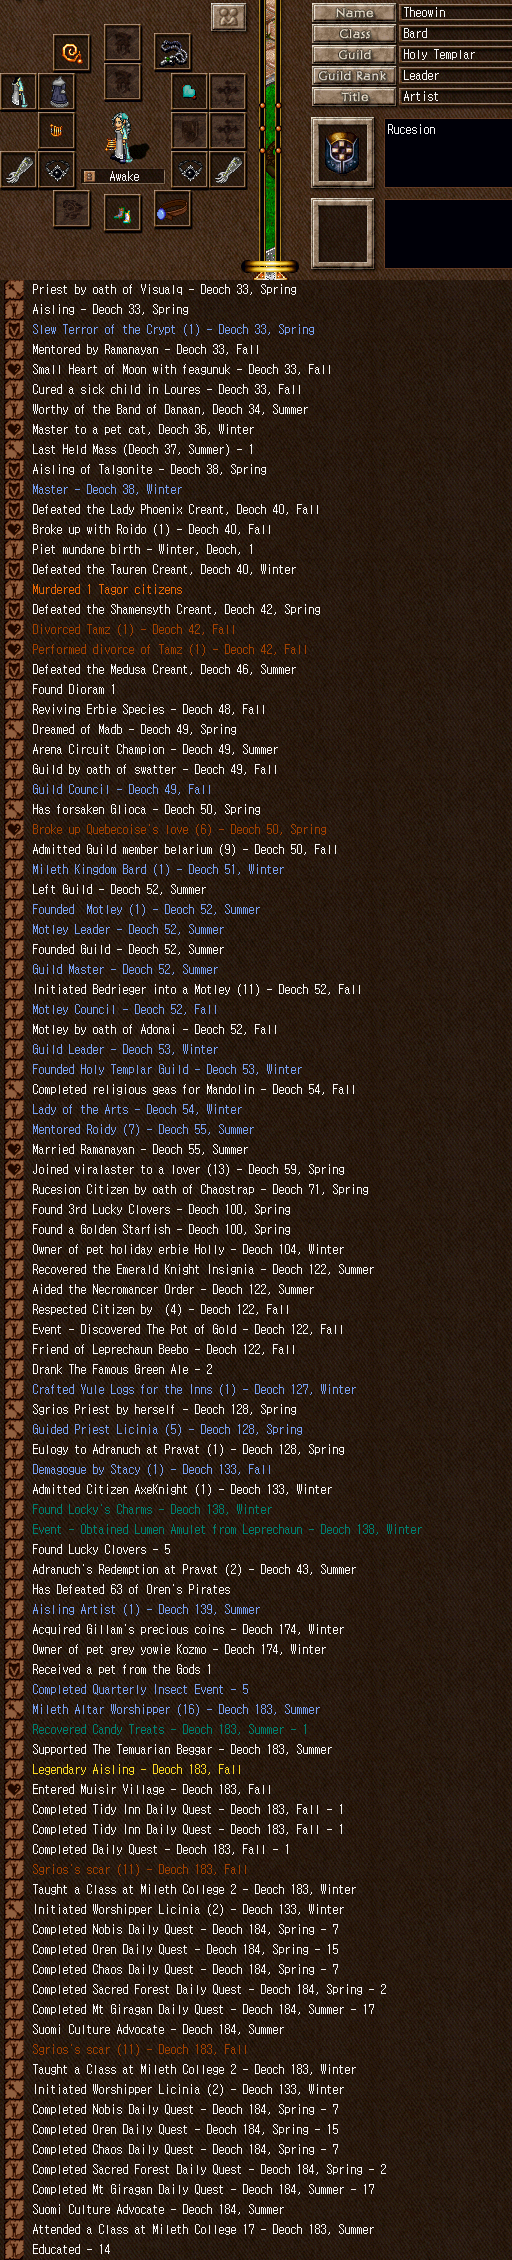 Name Theowin
Class Bard
Guild Holy Templar
Guild Rank Leader
Title Artist
Rucesion
Awake
Priest by oath of Visualq - Deoch 33, Spring
Aisling - Deoch 33, Spring
Slew Terror of the Crypt (1) - Deoch 33, Spring
Mentored by Ramanayan - Deoch 33, Fall
Small Heart of Moon with feagunuk - Deoch 33, Fall
Cured a sick child in Loures - Deoch 33, Fall
Worthy of the Band of Danaan, Deoch 34, Summer
Master to a pet cat, Deoch 36, Winter
Last Held Mass (Deoch 37, Summer) - 1
Aisling of Talgonite - Deoch 38, Spring
Master - Deoch 38, Winter
Defeated the Lady Phoenix Creant, Deoch 40, Fall
Broke up with Roido (1) - Deoch 40, Fall
Piet mundane birth - Winter, Deoch, 1
Defeated the Tauren Creant, Deoch 40, Winter
Murdered 1 Tagor citizens
Defeated the Shamensyth Creant, Deoch 42, Spring
Divorced Tamz (1) - Deoch 42, Fall
Performed divorce of Tamz (1) - Deoch 42, Fall
Defeated the Medusa Creant, Deoch 46, Summer
Found Dioram 1
Reviving Erbie Species - Deoch 48, Fall
Dreamed of Madb - Deoch 49, Spring
Arena Circuit Champion - Deoch 49, Summer
Guild by oath of swatter - Deoch 49, Fall
Guild Council - Deoch 49, Fall
Has forsaken Glioca - Deoch 50, Spring
Broke up Quebecoise's love (6) - Deoch 50, Spring
Admitted Guild member belarium (9) - Deoch 50, Fall
Mileth Kingdom Bard (1) - Deoch 51, Winter
Left Guild - Deoch 52, Summer
Founded  Motley (1) - Deoch 52, Summer
Motley Leader - Deoch 52, Summer
Founded Guild - Deoch 52, Summer
Guild Master - Deoch 52, Summer
Initiated Bedrieger into a Motley (11) - Deoch 52, Fall
Motley Council - Deoch 52, Fall
Motley by oath of Adonai - Deoch 52, Fall
Guild Leader - Deoch 53, Winter
Founded Holy Templar Guild - Deoch 53, Winter
Completed religious geas for Mandolin - Deoch 54, Fall
Lady of the Arts - Deoch 54, Winter
Mentored Roidy (7) - Deoch 55, Summer
Married Ramanayan - Deoch 55, Summer
Joined viralaster to a lover (13) - Deoch 59, Spring
Rucesion Citizen by oath of Chaostrap - Deoch 71, Spring
Found 3rd Lucky Clovers - Deoch 100, Spring
Found a Golden Starfish - Deoch 100, Spring
Owner of pet holiday erbie Holly - Deoch 104, Winter
Recovered the Emerald Knight Insignia - Deoch 122, Summer
Aided the Necromancer Order - Deoch 122, Summer
Respected Citizen by  (4) - Deoch 122, Fall
Event - Discovered The Pot of Gold - Deoch 122, Fall
Friend of Leprechaun Beebo - Deoch 122, Fall
Drank The Famous Green Ale - 2
Crafted Yule Logs for the Inns (1) - Deoch 127, Winter
Sgrios Priest by herself - Deoch 128, Spring
Guided Priest Licinia (5) - Deoch 128, Spring
Eulogy to Adranuch at Pravat (1) - Deoch 128, Spring
Demagogue by Stacy (1) - Deoch 133, Fall
Admitted Citizen AxeKnight (1) - Deoch 133, Winter
Found Locky's Charms - Deoch 138, Winter
Event - Obtained Lumen Amulet from Leprechaun - Deoch 138, Winter
Found Lucky Clovers - 5
Adranuch's Redemption at Pravat (2) - Deoch 43, Summer
Has Defeated 63 of Oren's Pirates
Aisling Artist (1) - Deoch 139, Summer
Acquired Gillam's precious coins - Deoch 174, Winter
Owner of pet grey yowie Kozmo - Deoch 174, Winter
Received a pet from the Gods 1
Completed Quarterly Insect Event - 5
Mileth Altar Worshipper (16) - Deoch 183, Summer
Recovered Candy Treats - Deoch 183, Summer - 1
Supported The Temuarian Beggar - Deoch 183, Summer
Legendary Aisling - Deoch 183, Fall
Entered Muisir Village - Deoch 183, Fall
Completed Tidy Inn Daily Quest - Deoch 183, Fall - 1
Completed Tidy Inn Daily Quest - Deoch 183, Fall - 1
Completed Daily Quest - Deoch 183, Fall - 1
Sgrios's scar (11) - Deoch 183, Fall
Taught a Class at Mileth College 2 - Deoch 183, Winter
Initiated Worshipper Licinia (2) - Deoch 133, Winter
Completed Nobis Daily Quest - Deoch 184, Spring - 7
Completed Oren Daily Quest - Deoch 184, Spring - 15
Completed Chaos Daily Quest - Deoch 184, Spring - 7
Completed Sacred Forest Daily Quest - Deoch 184, Spring - 2
Completed Mt Giragan Daily Quest - Deoch 184, Summer - 17
Suomi Culture Advocate - Deoch 184, Summer
Sgrios's scar (11) - Deoch 183, Fall
Taught a Class at Mileth College 2 - Deoch 183, Winter
Initiated Worshipper Licinia (2) - Deoch 133, Winter
Completed Nobis Daily Quest - Deoch 184, Spring - 7
Completed Oren Daily Quest - Deoch 184, Spring - 15
Completed Chaos Daily Quest - Deoch 184, Spring - 7
Completed Sacred Forest Daily Quest - Deoch 184, Spring - 2
Completed Mt Giragan Daily Quest - Deoch 184, Summer - 17
Suomi Culture Advocate - Deoch 184, Summer
Attended a Class at Mileth College 17 - Deoch 183, Summer
Educated - 14